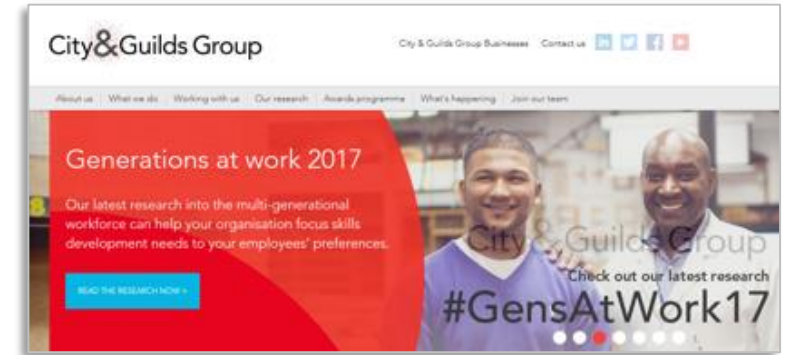 City&Guilds Group
City & Guilds Group Businesses Contact us
About us What we do Working with us Our research Awards programme What's happening Join our team
Generations at work 2017
Our latest research into the multi-generational
workforce can help your organisation focus skills
development needs to your employees' preferences.
READ THE RESEARCH NOW »
City&Guilds Group
Check out our latest research
#GensAtWork17